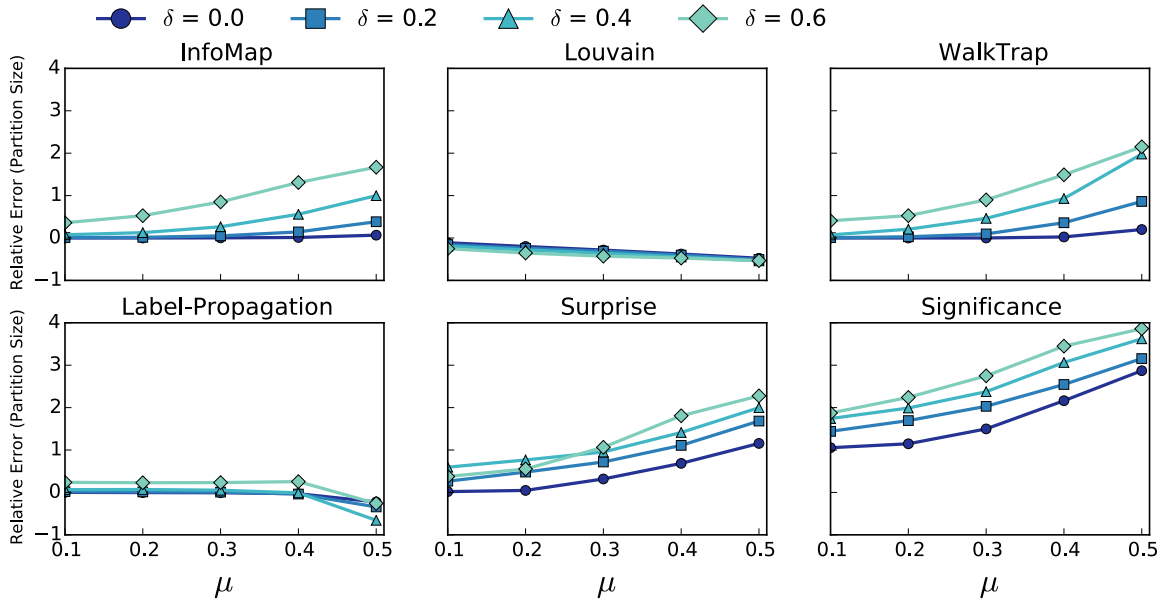 δ = 0.0 δ = 0.2 δ = 0.4 δ = 0.6
InfoMap Louvain WalkTrap
Relative Error (Partition Size)
4
3
2
1
0
−1
Label-Propagation Surprise Significance
Relative Error (Partition Size)
4
3
2
1
0
−1
0.1 0.2 0.3 0.4 0.5 0.1 0.2 0.3 0.4 0.5 0.1 0.2 0.3 0.4 0.5
μ μ μ